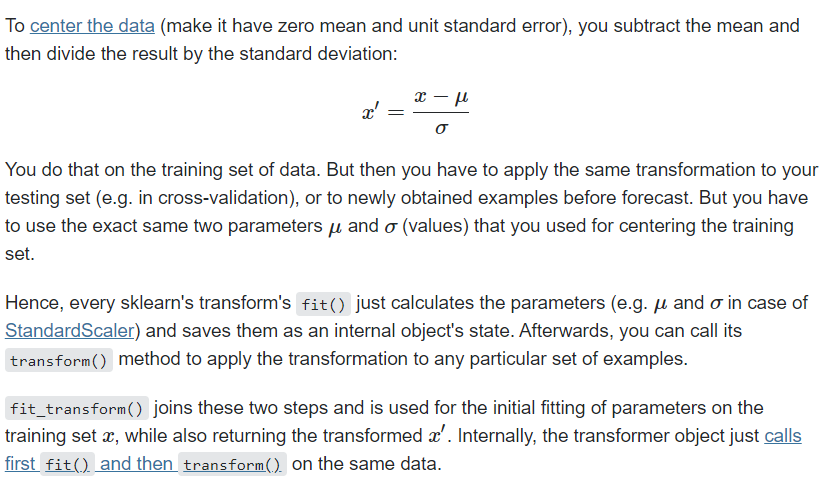 To center the data (make it have zero mean and unit standard error), you subtract the mean and
then divide the result by the standard deviation:
x′ = (x − μ) / σ
You do that on the training set of data. But then you have to apply the same transformation to your
testing set (e.g. in cross-validation), or to newly obtained examples before forecast. But you have
to use the exact same two parameters μ and σ (values) that you used for centering the training
set.
Hence, every sklearn's transform's fit() just calculates the parameters (e.g. μ and σ in case of
StandardScaler) and saves them as an internal object's state. Afterwards, you can call its
transform() method to apply the transformation to any particular set of examples.
fit_transform() joins these two steps and is used for the initial fitting of parameters on the
training set x, while also returning the transformed x′. Internally, the transformer object just calls
first fit() and then transform() on the same data.